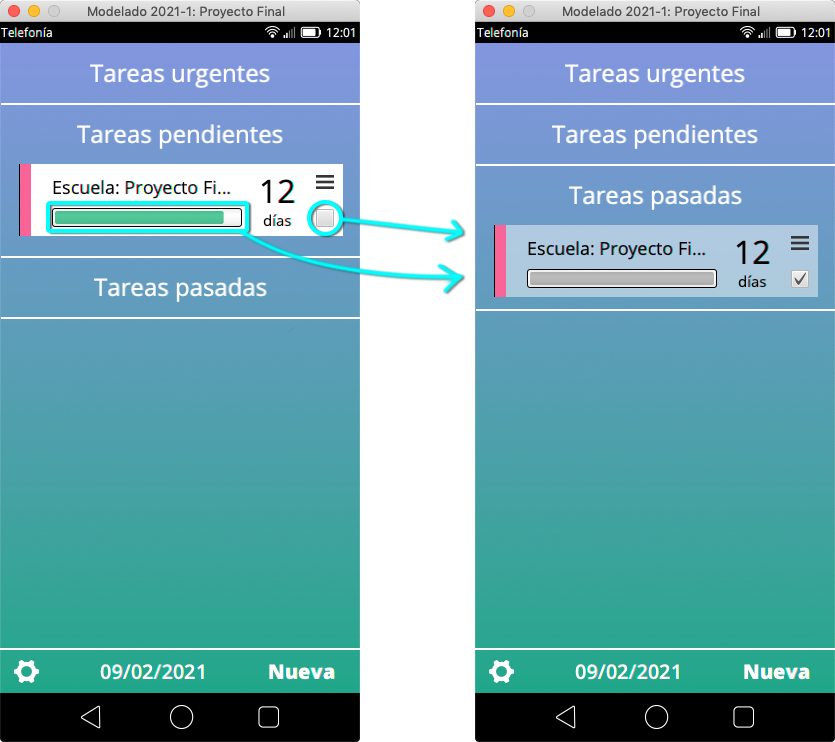 Modelado 2021-1: Proyecto Final
Telefonía 12:01
Tareas urgentes
Tareas pendientes
Escuela: Proyecto Fi... 12
días
Tareas pasadas
09/02/2021 Nueva
Modelado 2021-1: Proyecto Final
Telefonía 12:01
Tareas urgentes
Tareas pendientes
Tareas pasadas
Escuela: Proyecto Fi... 12
días
09/02/2021 Nueva